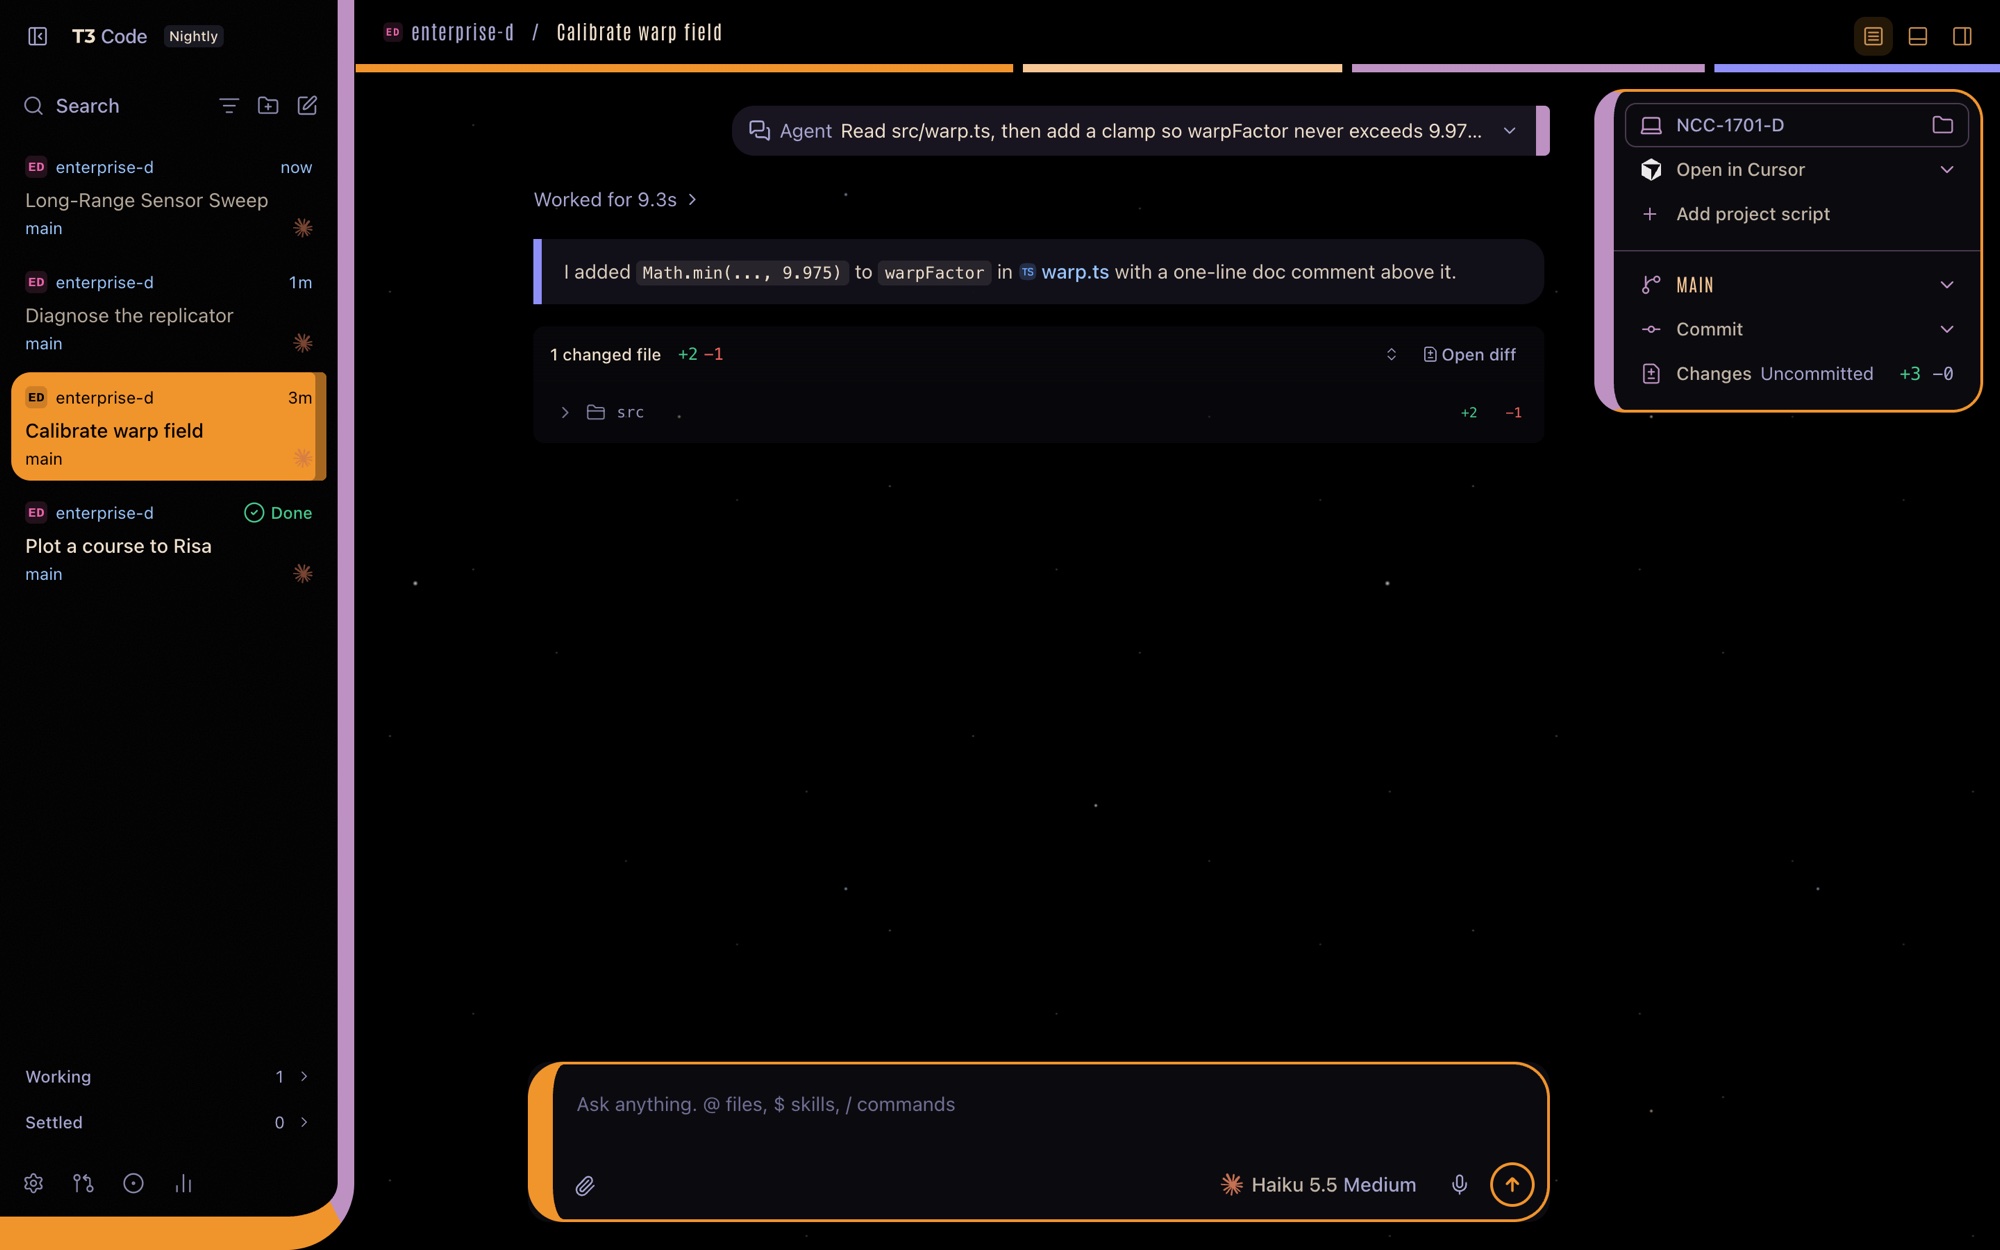 T3 Code Nightly
Search
ED enterprise-d now
Long-Range Sensor Sweep
main
ED enterprise-d 1m
Diagnose the replicator
main
ED enterprise-d 3m
Calibrate warp field
main
ED enterprise-d Done
Plot a course to Risa
main
Working 1
Settled 0
ED enterprise-d / Calibrate warp field
Agent Read src/warp.ts, then add a clamp so warpFactor never exceeds 9.97...
Worked for 9.3s
I added Math.min(..., 9.975) to warpFactor in TS warp.ts with a one-line doc comment above it.
1 changed file +2 −1 Open diff
src +2 −1
Ask anything. @ files, $ skills, / commands
Haiku 5.5 Medium
NCC-1701-D
Open in Cursor
Add project script
MAIN
Commit
Changes Uncommitted +3 −0